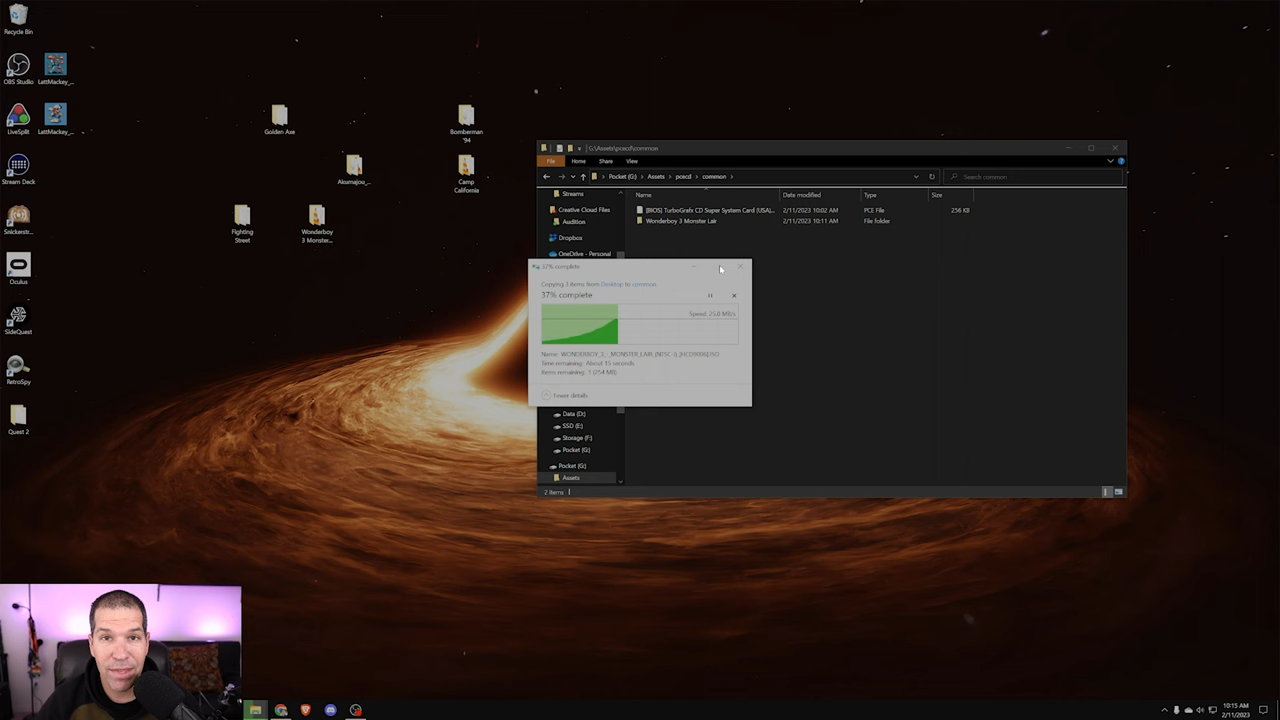 Recycle Bin
OBS Studio
LattMackey_...
LiveSplit
LattMackey_...
Stream Deck
Snickerstr...
Oculus
SideQuest
RetroSpy
Quest 2
Golden Axe
Bomberman
'94
Akumajou_...
Camp
California
Fighting
Street
Wonderboy
3 Monster...
G:\Assets\pcecd\common
File
Home
Share
View
Pocket (G:)
Assets
pcecd
common
Search common
Streams
Creative Cloud Files
Audition
Dropbox
OneDrive - Personal
Name
Date modified
Type
Size
[BIOS] TurboGrafx CD Super System Card (USA)...
2/11/2023 10:02 AM
PCE File
256 KB
Wonderboy 3 Monster Lair
2/11/2023 10:11 AM
File folder
37% complete
Copying 3 items from Desktop to common
37% complete
Speed: 25.8 MB/s
Time remaining: About 15 seconds
Items remaining: 1 (254 MB)
Fewer details
Data (D:)
SSD (E:)
Storage (F:)
Pocket (G:)
Pocket (G:)
Assets
2 items
10:15 AM
2/11/2023